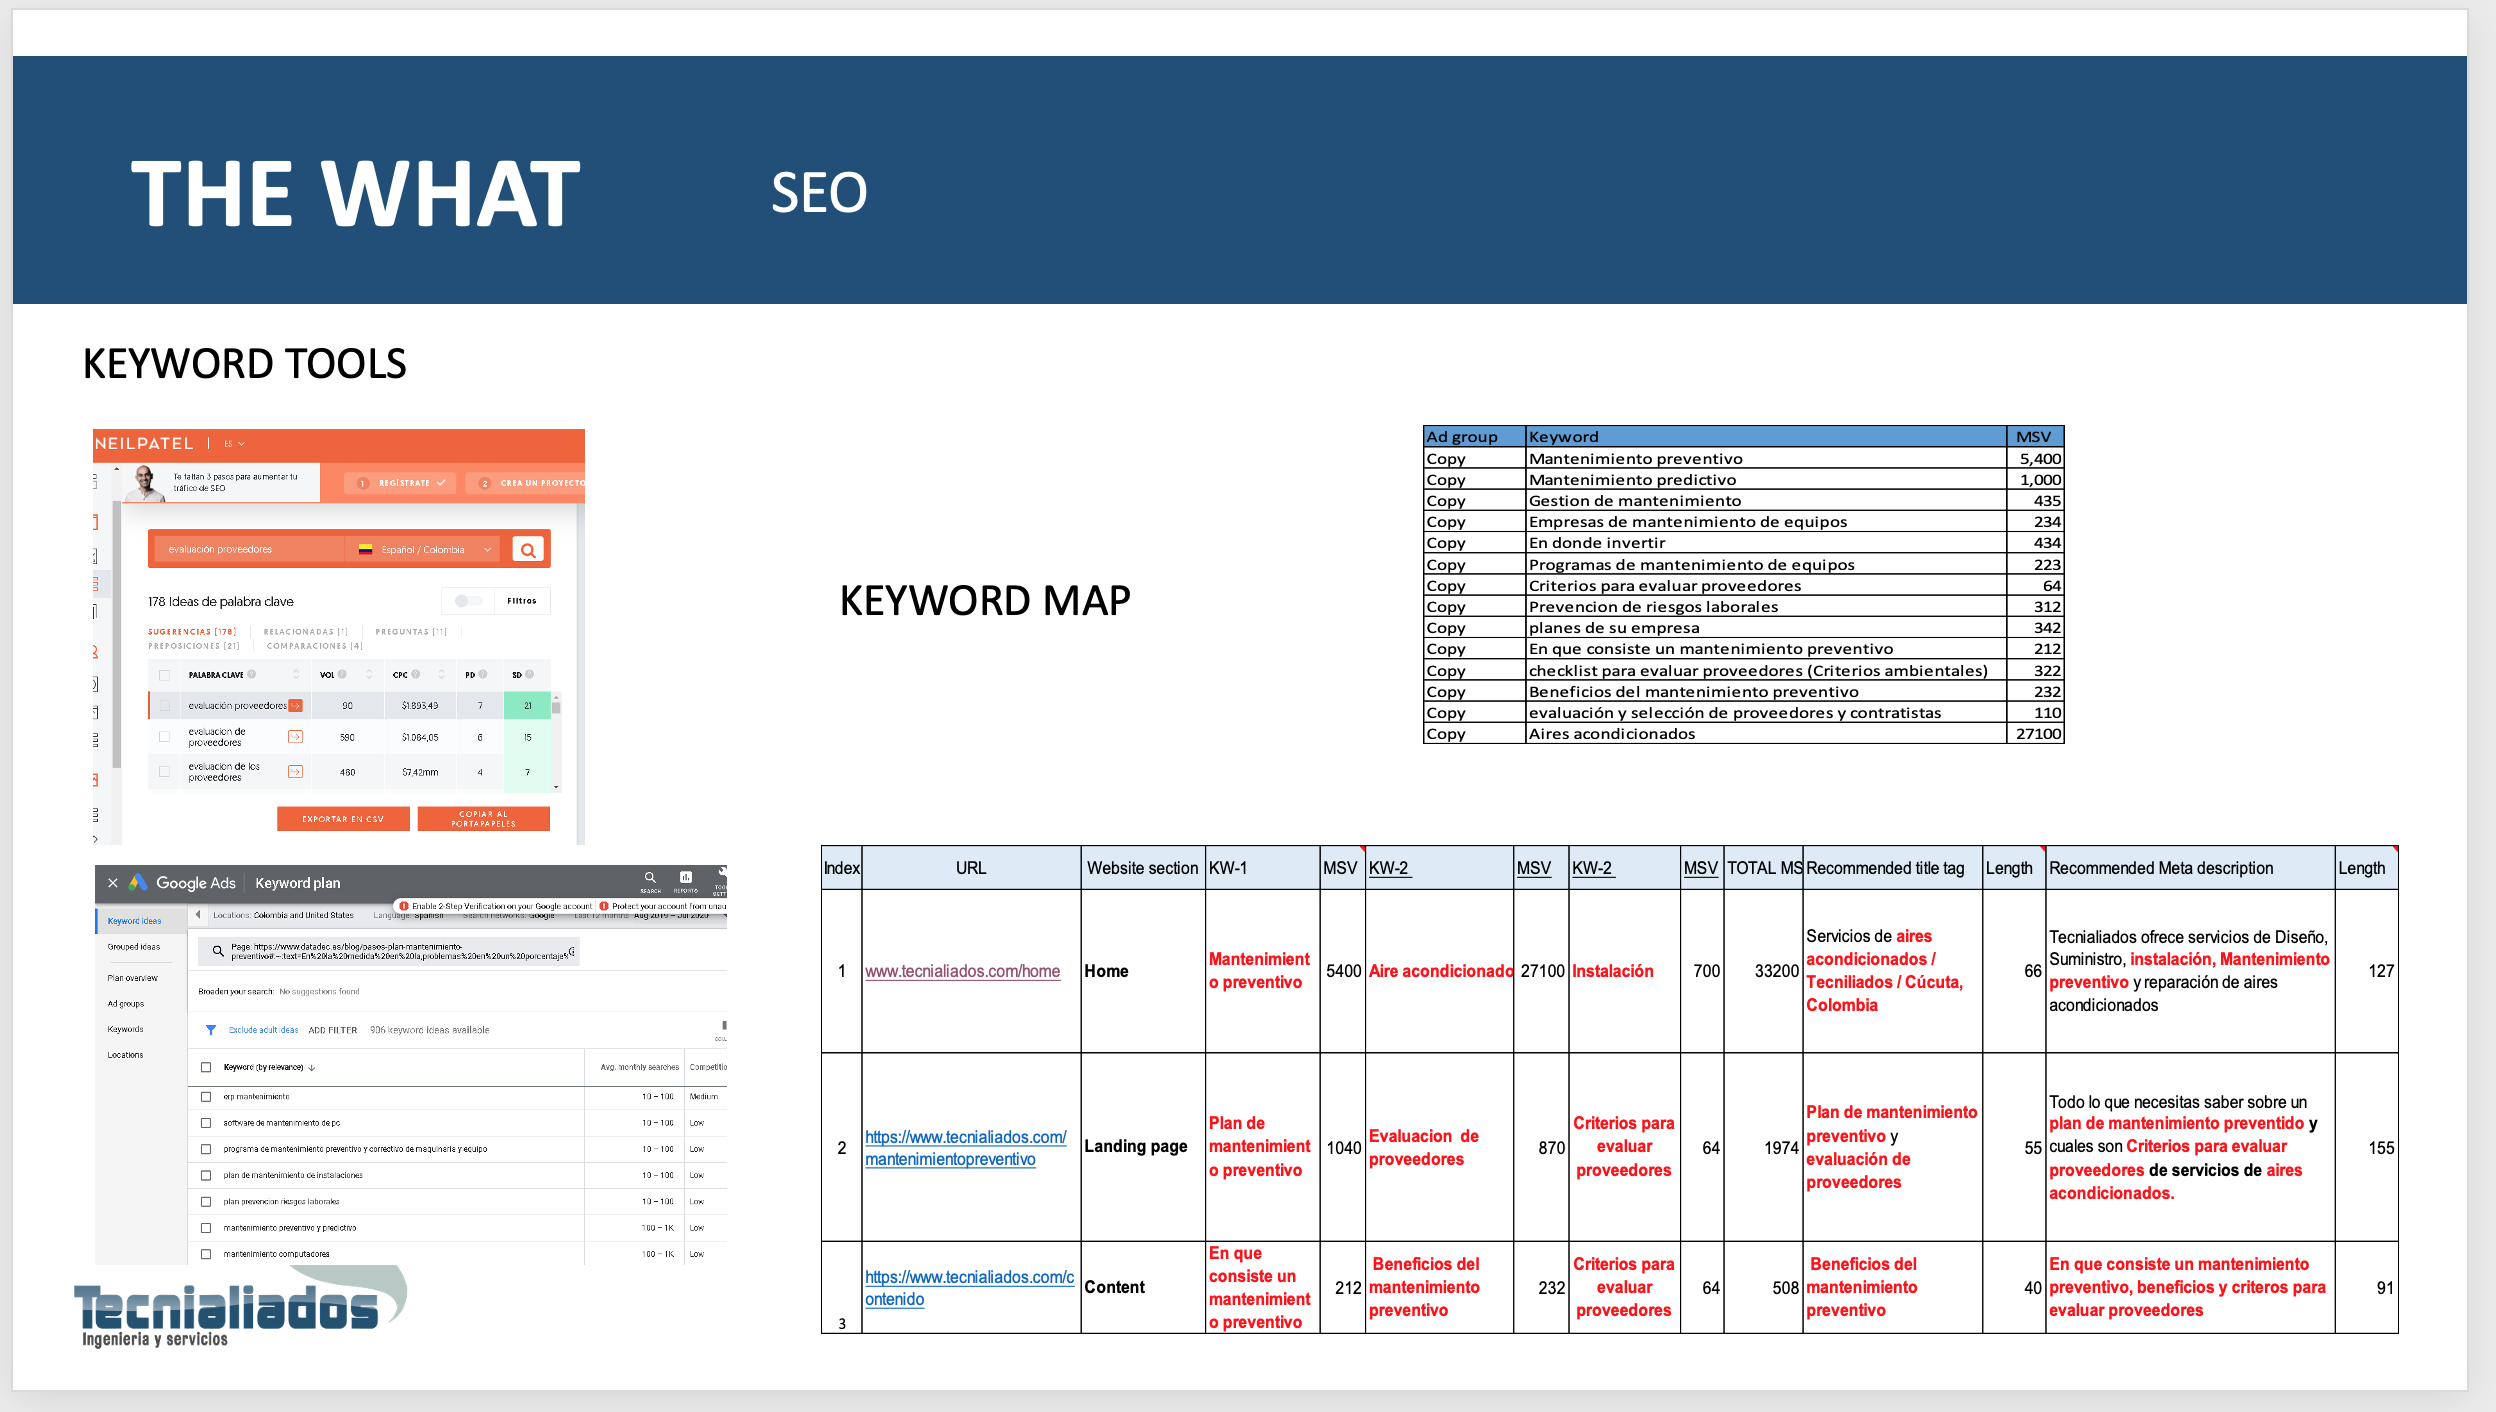 THE WHAT
SEO
KEYWORD TOOLS
NEILPATEL | ES
Te faltan 3 pasos para aumentar tu
tráfico de SEO
1 REGÍSTRATE
2 CREA UN PROYECTO
evaluación proveedores
Español / Colombia
178 Ideas de palabra clave
Filtros
SUGERENCIAS [178]
RELACIONADAS [1]
PREGUNTAS [11]
PREPOSICIONES [21]
COMPARACIONES [4]
PALABRA CLAVE VOL CPC PD SD
evaluación proveedores 90 $1.893,49 7 21
evaluacion de
proveedores 590 $1.064,05 6 15
evaluacion de los
proveedores 480 $7,42mm 4 7
EXPORTAR EN CSV
COPIAR AL
PORTAPAPELES
Google Ads | Keyword plan
SEARCH
REPORTS
Enable 2-Step Verification on your Google account
Protect your account from unau
Keyword ideas
Grouped ideas
Plan overview
Ad groups
Keywords
Locations
Locations: Colombia and United States Language: Spanish Search networks: Google Last 12 months Aug 2019 – Jul 2020
Page: https://www.datadec.es/blog/pasos-plan-mantenimiento-
preventivo#:~:text=En%20la%20medida%20en%20la,problemas%20en%20un%20porcentaje%
Broaden your search: No suggestions found
Exclude adult ideas ADD FILTER 906 keyword ideas available
Keyword (by relevance) Avg. monthly searches Competitio
erp mantenimiento 10 – 100 Medium
software de mantenimiento de pc 10 – 100 Low
programa de mantenimiento preventivo y correctivo de maquinaria y equipo 10 – 100 Low
plan de mantenimiento de instalaciones 10 – 100 Low
plan prevencion riesgos laborales 10 – 100 Low
mantenimiento preventivo y predictivo 100 – 1K Low
mantenimiento computadores 100 – 1K Low
Tecnialiados
Ingenieria y servicios
KEYWORD MAP
Ad group Keyword MSV
Copy Mantenimiento preventivo 5,400
Copy Mantenimiento predictivo 1,000
Copy Gestion de mantenimiento 435
Copy Empresas de mantenimiento de equipos 234
Copy En donde invertir 434
Copy Programas de mantenimiento de equipos 223
Copy Criterios para evaluar proveedores 64
Copy Prevencion de riesgos laborales 312
Copy planes de su empresa 342
Copy En que consiste un mantenimiento preventivo 212
Copy checklist para evaluar proveedores (Criterios ambientales) 322
Copy Beneficios del mantenimiento preventivo 232
Copy evaluación y selección de proveedores y contratistas 110
Copy Aires acondicionados 27100
Index URL Website section KW-1 MSV KW-2 MSV KW-2 MSV TOTAL MS Recommended title tag Length Recommended Meta description Length
1
www.tecnialiados.com/home
Home
Mantenimient
o preventivo
5400
Aire acondicionado
27100
Instalación
700
33200
Servicios de aires
acondicionados /
Tecniliados / Cúcuta,
Colombia
66
Tecnialiados ofrece servicios de Diseño,
Suministro, instalación, Mantenimiento
preventivo y reparación de aires
acondicionados
127
2
https://www.tecnialiados.com/
mantenimientopreventivo
Landing page
Plan de
mantenimient
o preventivo
1040
Evaluacion de
proveedores
870
Criterios para
evaluar
proveedores
64
1974
Plan de mantenimiento
preventivo y
evaluación de
proveedores
55
Todo lo que necesitas saber sobre un
plan de mantenimiento preventido y
cuales son Criterios para evaluar
proveedores de servicios de aires
acondicionados.
155
3
https://www.tecnialiados.com/c
ontenido
Content
En que
consiste un
mantenimient
o preventivo
212
Beneficios del
mantenimiento
preventivo
232
Criterios para
evaluar
proveedores
64
508
Beneficios del
mantenimiento
preventivo
40
En que consiste un mantenimiento
preventivo, beneficios y criteros para
evaluar proveedores
91